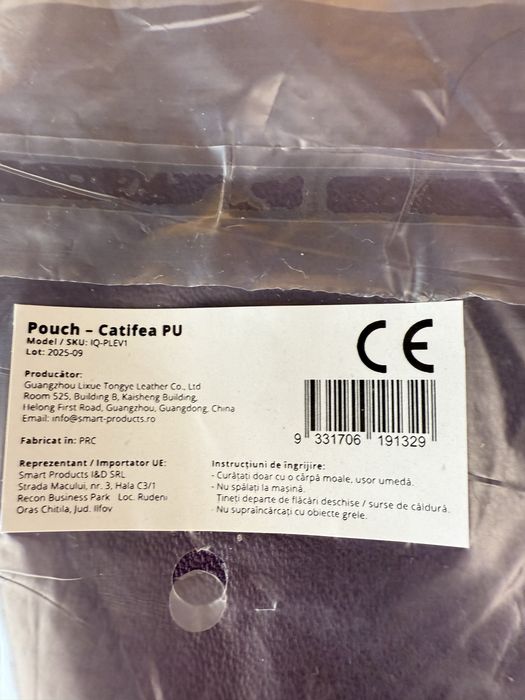 Pouch – Catifea PU
Model / SKU: IQ-PLEV1
Lot: 2025-09
CE
Producător:
Guangzhou Lixue Tongye Leather Co., Ltd
Room 525, Building B, Kaisheng Building,
Helong First Road, Guangzhou, Guangdong, China
Email: info@smart-products.ro
9 331706 191329
Fabricat în: PRC
Reprezentant / Importator UE:
Smart Products I&D SRL
Strada Macului, nr. 3, Hala C3/1
Recon Business Park Loc. Rudeni
Oras Chitila, Jud. Ilfov
Instrucțiuni de îngrijire:
- Curățați doar cu o cârpă moale, usor umedă.
- Nu spălați la mașină.
Tineti departe de flăcări deschise / surse de căldură.
- Nu supraîncărcați cu obiecte grele.